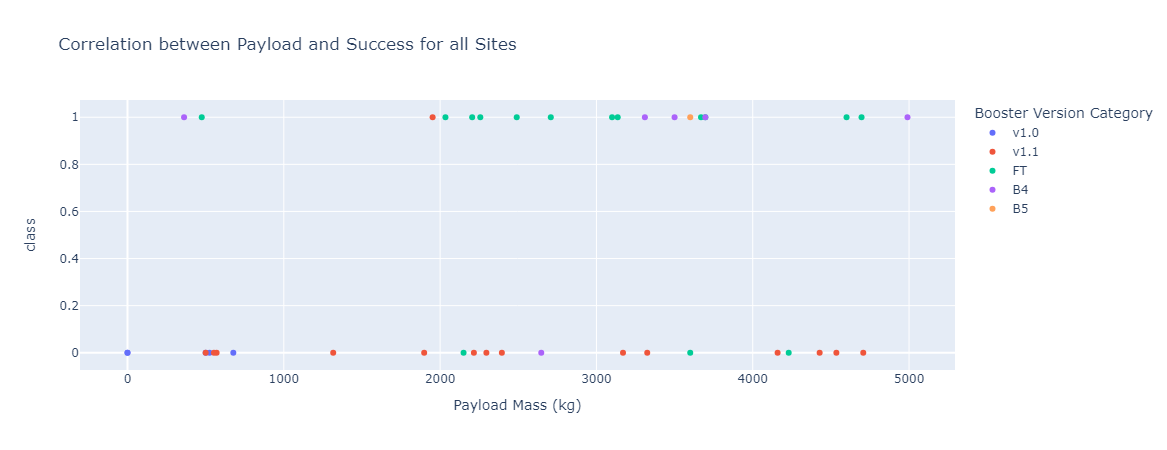 Correlation between Payload and Success for all Sites
Booster Version Category
v1.0
v1.1
FT
B4
B5
class
1
0.8
0.6
0.4
0.2
0
0 1000 2000 3000 4000 5000
Payload Mass (kg)